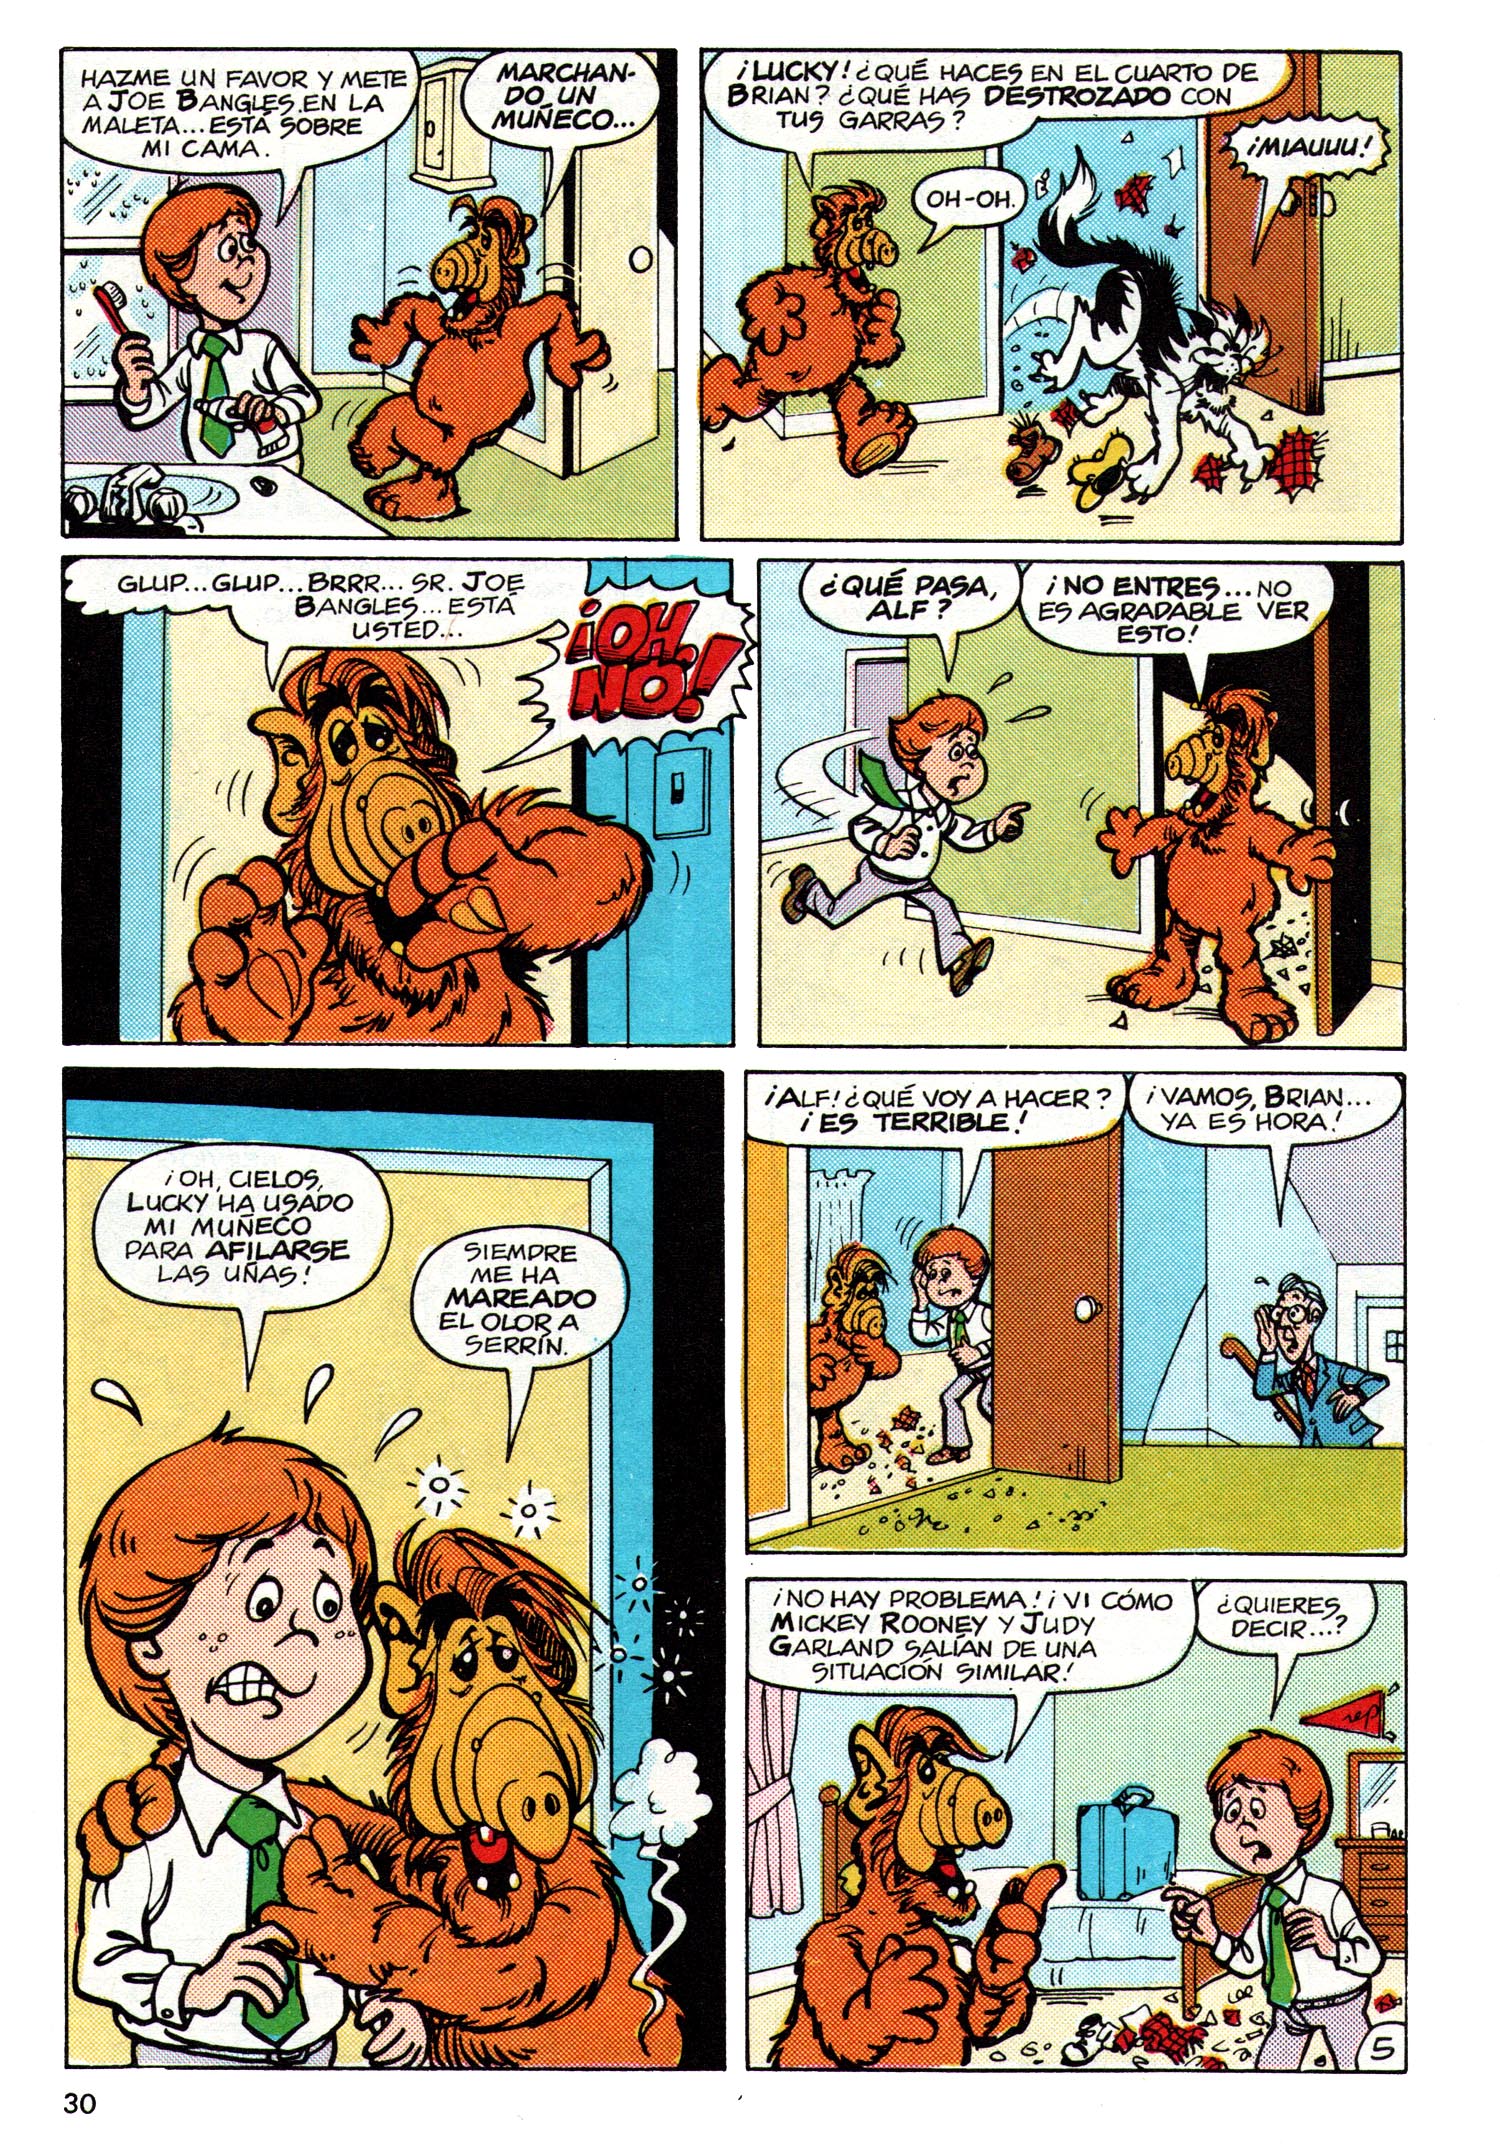 HAZME UN FAVOR Y METE
A JOE BANGLES EN LA
MALETA... ESTÁ SOBRE
MI CAMA.
MARCHAN-
DO UN
MUÑECO...
¡LUCKY! ¿QUÉ HACES EN EL CUARTO DE
BRIAN? ¿QUÉ HAS DESTROZADO CON
TUS GARRAS?
OH-OH.
¡MIAUUU!
GLUP... GLUP... BRRR... SR. JOE
BANGLES... ESTÁ
USTED...
¡OH,
NO!
¿QUÉ PASA,
ALF?
¡NO ENTRES... NO
ES AGRADABLE VER
ESTO!
¡OH, CIELOS,
LUCKY HA USADO
MI MUÑECO
PARA AFILARSE
LAS UÑAS!
SIEMPRE
ME HA
MAREADO
EL OLOR A
SERRÍN.
¡ALF! ¿QUÉ VOY A HACER?
¡ES TERRIBLE!
¡VAMOS, BRIAN...
YA ES HORA!
¡NO HAY PROBLEMA! ¡VI CÓMO
MICKEY ROONEY Y JUDY
GARLAND SALÍAN DE UNA
SITUACIÓN SIMILAR!
¿QUIERES
DECIR...?
rep
5
30